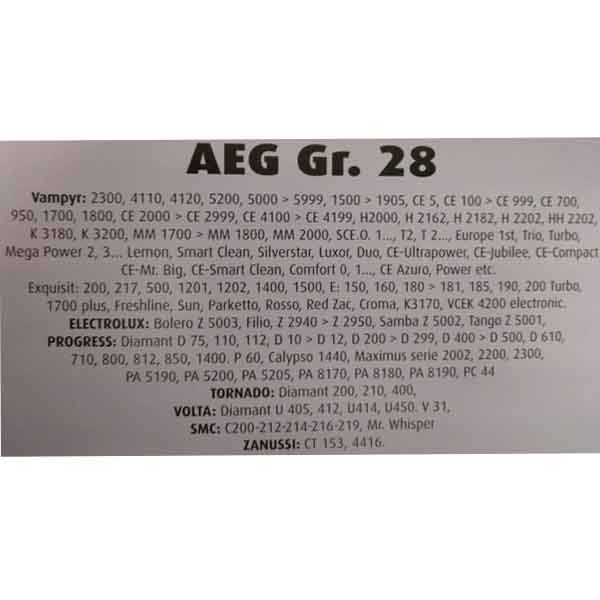 AEG Gr. 28
Vampyr: 2300, 4110, 4120, 5200, 5000 > 5999, 1500 > 1905, CE 5, CE 100 > CE 999, CE 700,
950, 1700, 1800, CE 2000 > CE 2999, CE 4100 > CE 4199, H2000, H 2162, H 2182, H 2202, HH 2202,
K 3180, K 3200, MM 1700 > MM 1800, MM 2000, SCE.O. 1..., T2, T 2..., Europe 1st, Trio, Turbo,
Mega Power 2, 3... Lemon, Smart Clean, Silverstar, Luxor, Duo, CE-Ultrapower, CE-Jubilee, CE-Compact
CE-Mr. Big, CE-Smart Clean, Comfort 0, 1..., CE Azuro, Power etc.
Exquisit: 200, 217, 500, 1201, 1202, 1400, 1500, E: 150, 160, 180 > 181, 185, 190, 200 Turbo,
1700 plus, Freshline, Sun, Parketto, Rosso, Red Zac, Croma, K3170, VCEK 4200 electronic.
ELECTROLUX: Bolero Z 5003, Filio, Z 2940 > Z 2950, Samba Z 5002, Tango Z 5001,
PROGRESS: Diamant D 75, 110, 112, D 10 > D 12, D 200 > D 299, D 400 > D 500, D 610,
710, 800, 812, 850, 1400. P 60, Calypso 1440, Maximus serie 2002, 2200, 2300,
PA 5190, PA 5200, PA 5205, PA 8170, PA 8180, PA 8190, PC 44
TORNADO: Diamant 200, 210, 400,
VOLTA: Diamant U 405, 412, U414, U450. V 31,
SMC: C200-212-214-216-219, Mr. Whisper
ZANUSSI: CT 153, 4416.